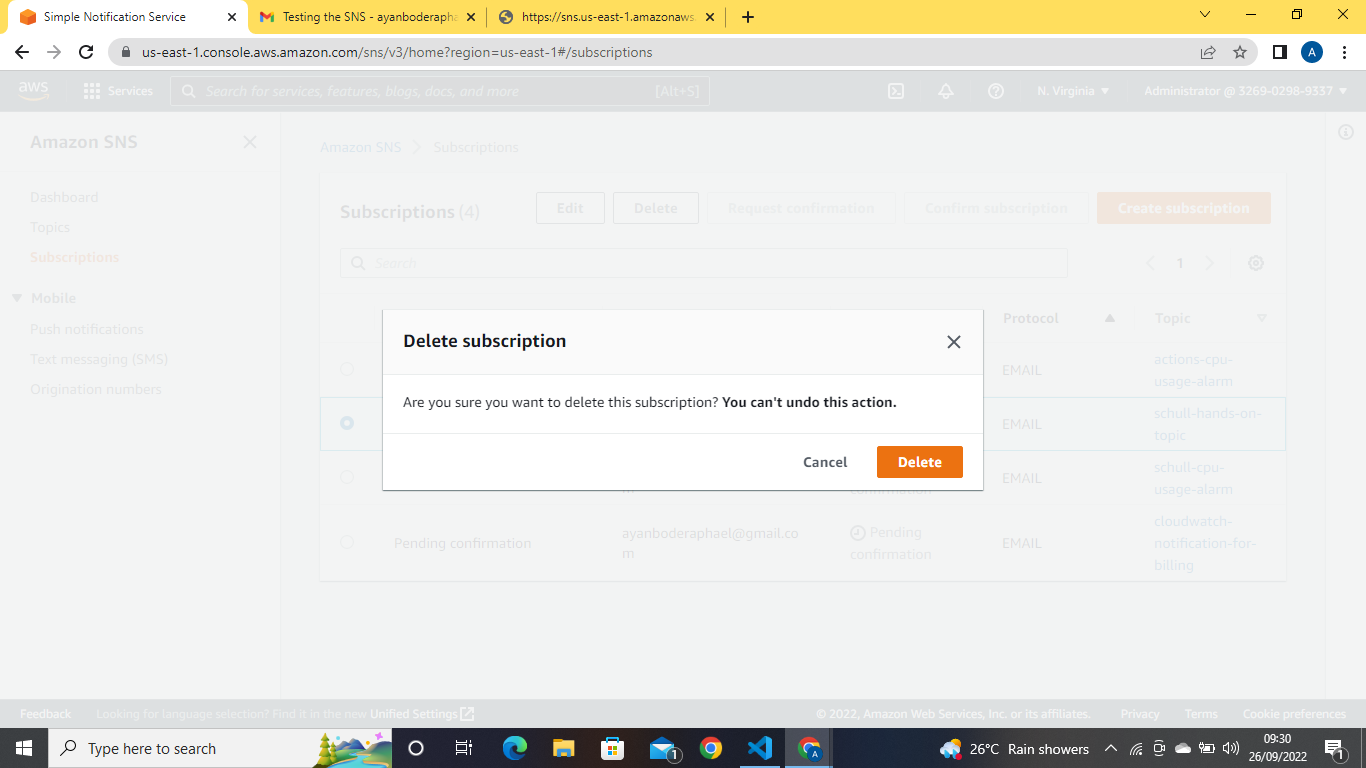 Simple Notification Service
Testing the SNS - ayanboderapha
https://sns.us-east-1.amazonaws.
us-east-1.console.aws.amazon.com/sns/v3/home?region=us-east-1#/subscriptions
A
aws
Services
Search for services, features, blogs, docs, and more
[Alt+S]
N. Virginia
Administrator @ 3269-0298-9337
Amazon SNS
Dashboard
Topics
Subscriptions
Mobile
Push notifications
Text messaging (SMS)
Origination numbers
Amazon SNS
Subscriptions
Subscriptions (4)
Edit
Delete
Request confirmation
Confirm subscription
Create subscription
Search
1
Protocol
Topic
EMAIL
actions-cpu-
usage-alarm
EMAIL
schull-hands-on-
topic
EMAIL
schull-cpu-
usage-alarm
Pending confirmation
ayanboderaphael@gmail.co
m
Pending
confirmation
EMAIL
cloudwatch-
notification-for-
billing
Delete subscription
Are you sure you want to delete this subscription? You can't undo this action.
Cancel
Delete
Feedback
Looking for language selection? Find it in the new Unified Settings
© 2022, Amazon Web Services, Inc. or its affiliates.
Privacy
Terms
Cookie preferences
Type here to search
1
A
26°C Rain showers
09:30
26/09/2022
1